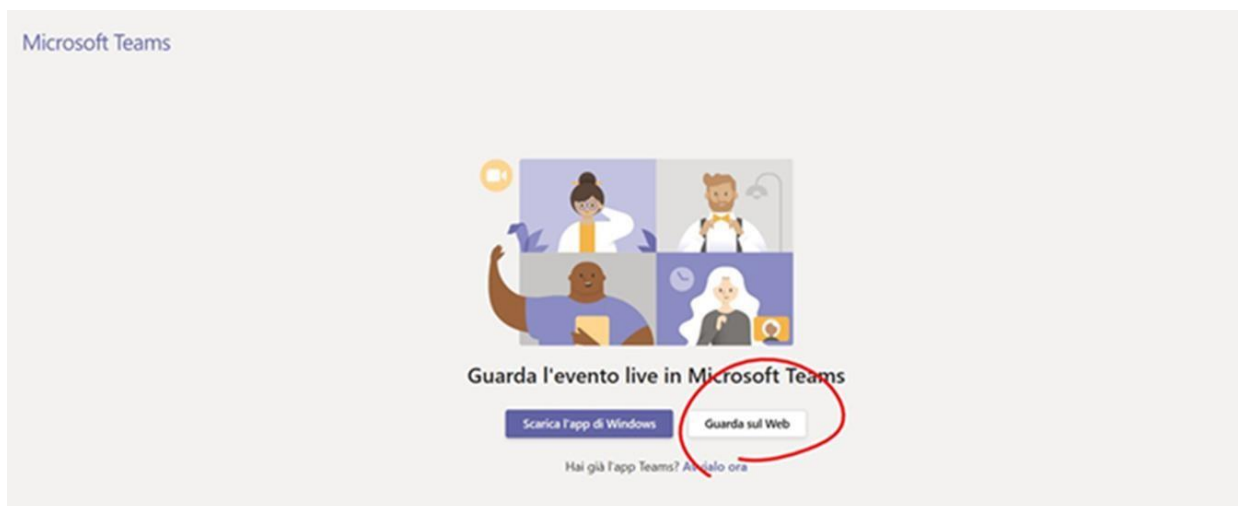 Microsoft Teams
Guarda l'evento live in Microsoft Teams
Scarica l'app di Windows
Guarda sul Web
Hai già l'app Teams? Avvialo ora